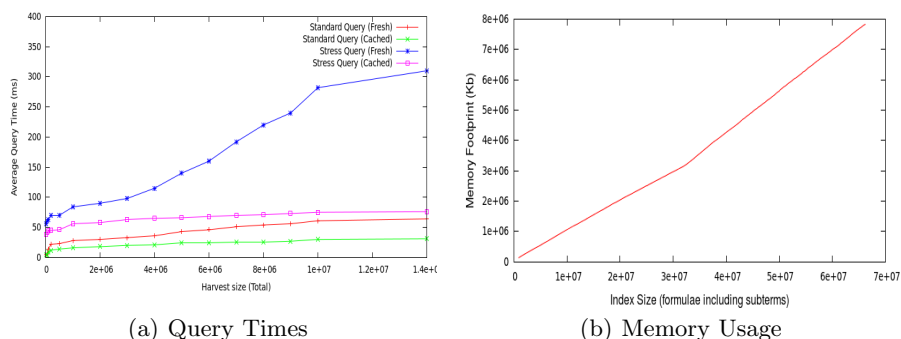 400
350
300
250
200
150
100
50
0
Average Query Time (ms)
Standard Query (Fresh)
Standard Query (Cached)
Stress Query (Fresh)
Stress Query (Cached)
0 2e+06 4e+06 6e+06 8e+06 1e+07 1.2e+07 1.4e+0
Harvest size (Total)
(a) Query Times
8e+06
7e+06
6e+06
5e+06
4e+06
3e+06
2e+06
1e+06
0
Memory Footprint (Kb)
0 1e+07 2e+07 3e+07 4e+07 5e+07 6e+07 7e+07
Index Size (formulae including subterms)
(b) Memory Usage